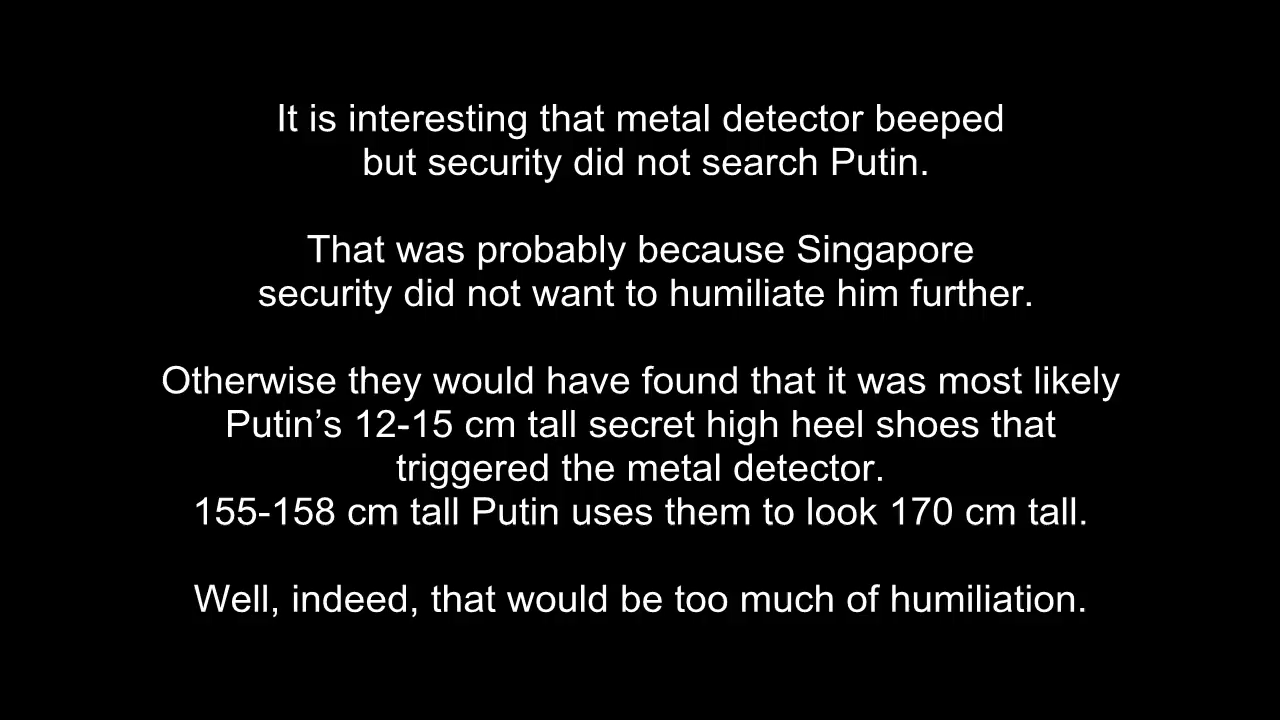 It is interesting that metal detector beeped
but security did not search Putin.
That was probably because Singapore
security did not want to humiliate him further.
Otherwise they would have found that it was most likely
Putin’s 12-15 cm tall secret high heel shoes that
triggered the metal detector.
155-158 cm tall Putin uses them to look 170 cm tall.
Well, indeed, that would be too much of humiliation.